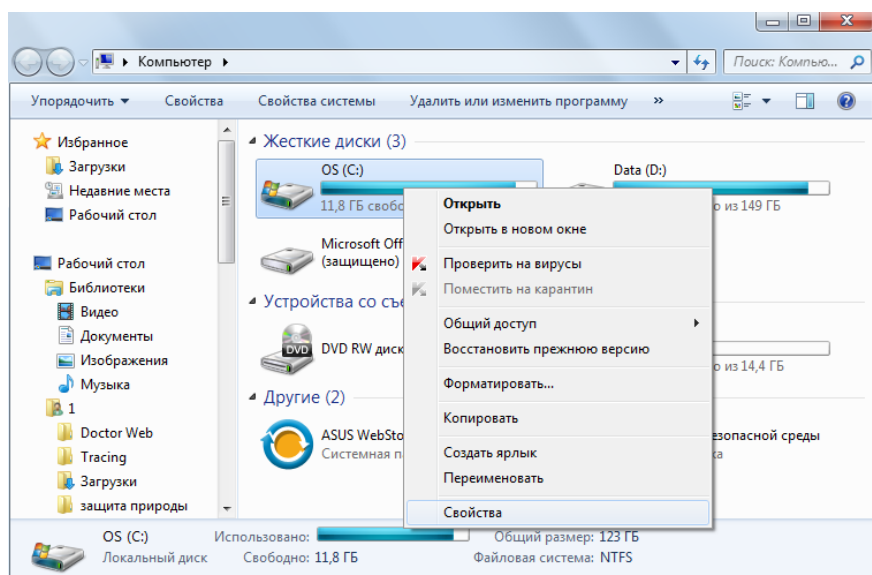 Компьютер
Поиск: Компью...
Упорядочить
Свойства
Свойства системы
Удалить или изменить программу
»
Избранное
Загрузки
Недавние места
Рабочий стол
Рабочий стол
Библиотеки
Видео
Документы
Изображения
Музыка
1
Doctor Web
Tracing
Загрузки
защита природы
Жесткие диски (3)
OS (C:)
11,8 ГБ свобо
Data (D:)
о из 149 ГБ
Microsoft Off
(защищено)
Устройства со съе
DVD
DVD RW диск
о из 14,4 ГБ
Другие (2)
ASUS WebSto
Системная п
езопасной среды
ка
Открыть
Открыть в новом окне
Проверить на вирусы
Поместить на карантин
Общий доступ
Восстановить прежнюю версию
Форматировать...
Копировать
Создать ярлык
Переименовать
Свойства
OS (C:) Использовано: Общий размер: 123 ГБ
Локальный диск Свободно: 11,8 ГБ Файловая система: NTFS